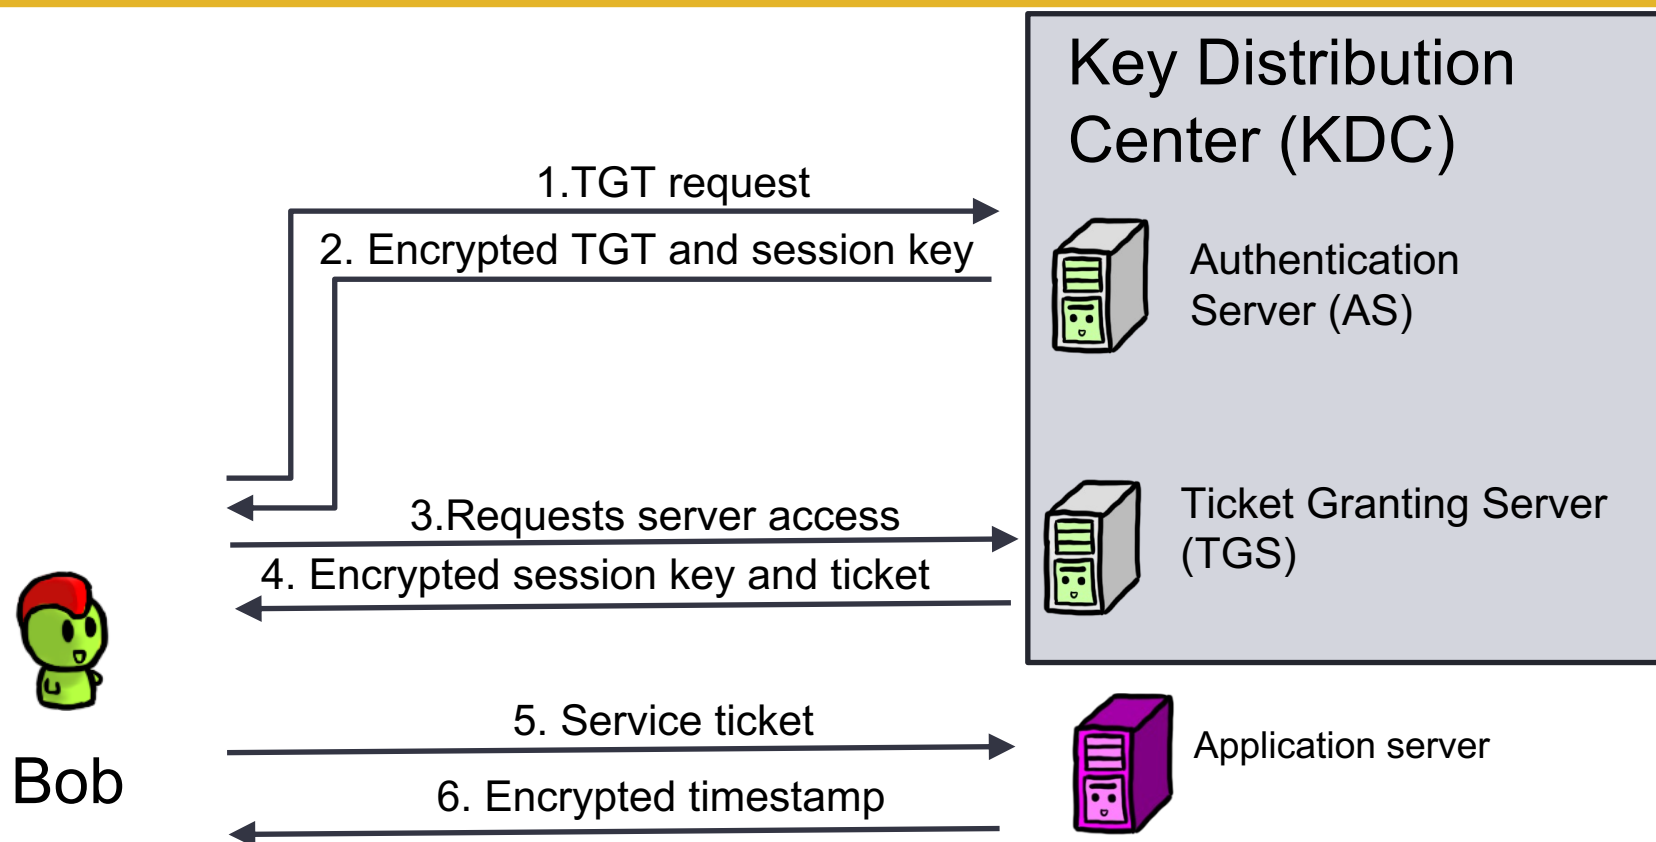 Key Distribution
Center (KDC)
1.TGT request
2. Encrypted TGT and session key
Authentication
Server (AS)
3.Requests server access
4. Encrypted session key and ticket
Ticket Granting Server
(TGS)
5. Service ticket
6. Encrypted timestamp
Application server
Bob